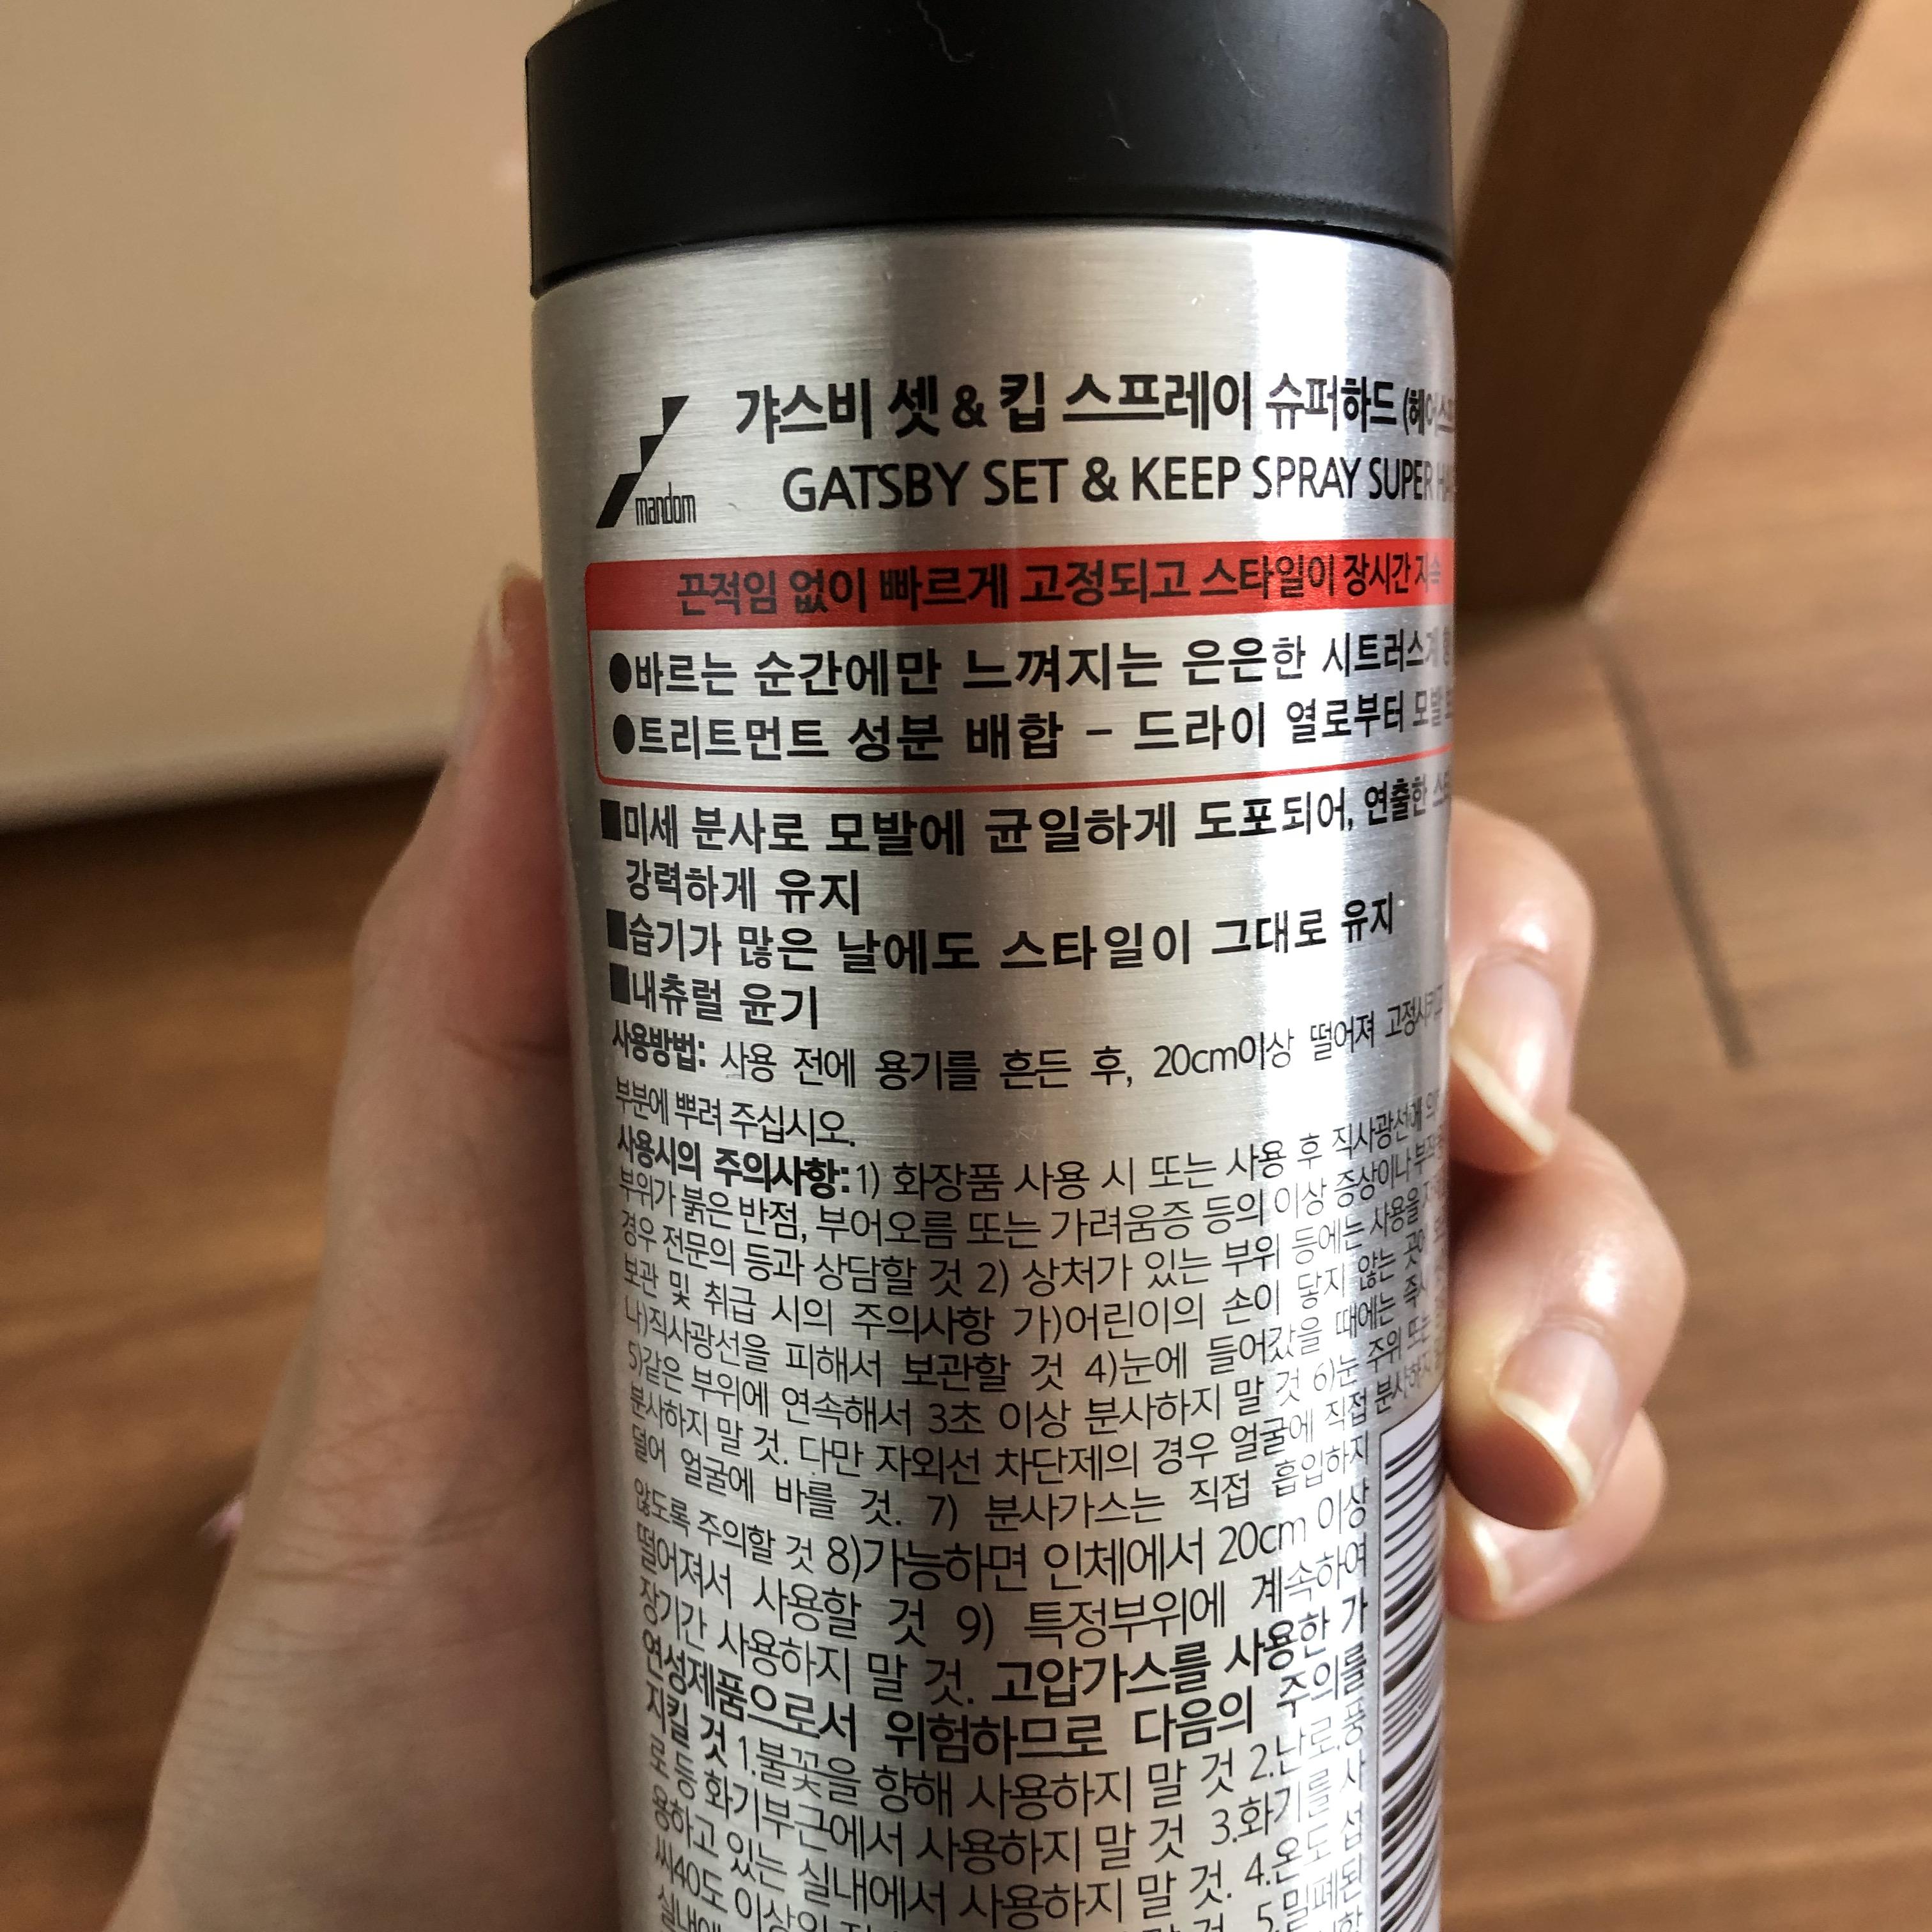 mandom
갸스비 셋 & 킵 스프레이 슈퍼하드
GATSBY SET & KEEP SPRAY SUPER
끈적임 없이 빠르게 고정되고 스타일이 장시간 지속
●바르는 순간에만 느껴지는 은은한 시트러스계
●트리트먼트 성분 배합 - 드라이 열로부터 모발
■미세 분사로 모발에 균일하게 도포되어, 연출한
강력하게 유지
■습기가 많은 날에도 스타일이 그대로 유지
■내츄럴 윤기
사용방법: 사용 전에 용기를 흔든 후, 20cm이상 떨어져
부분에 뿌려 주십시오.
사용시의 주의사항:1) 화장품 사용 시 또는 사용 후 직사광선에
부위가 붉은 반점, 부어오름 또는 가려움증 등의 이상 증상이나
경우 전문의 등과 상담할 것 2) 상처가 있는 부위 등에는 사용을
보관 및 취급 시의 주의사항 가)어린이의 손이 닿지 않는 곳에
나)직사광선을 피해서 보관할 것 4)눈에 들어갔을 때에는 즉시
5)같은 부위에 연속해서 3초 이상 분사하지 말 것 6)눈 주위 또는
분사하지 말 것. 다만 자외선 차단제의 경우 얼굴에 직접 분사하지
덜어 얼굴에 바를 것. 7) 분사가스는 직접 흡입하지
않도록 주의할 것 8)가능하면 인체에서 20cm 이상
떨어져서 사용할 것 9) 특정부위에 계속하여
장기간 사용하지 말 것. 고압가스를 사용한 가
연성제품으로서 위험하므로 다음의 주의를
지킬 것 1.불꽃을 향해 사용하지 말 것 2.난로,풍
로 등 화기부근에서 사용하지 말 것 3.화기를 사
용하고 있는 실내에서 사용하지 말 것. 4.온도 섭
씨40도 이상의 말 것 5.밀폐된